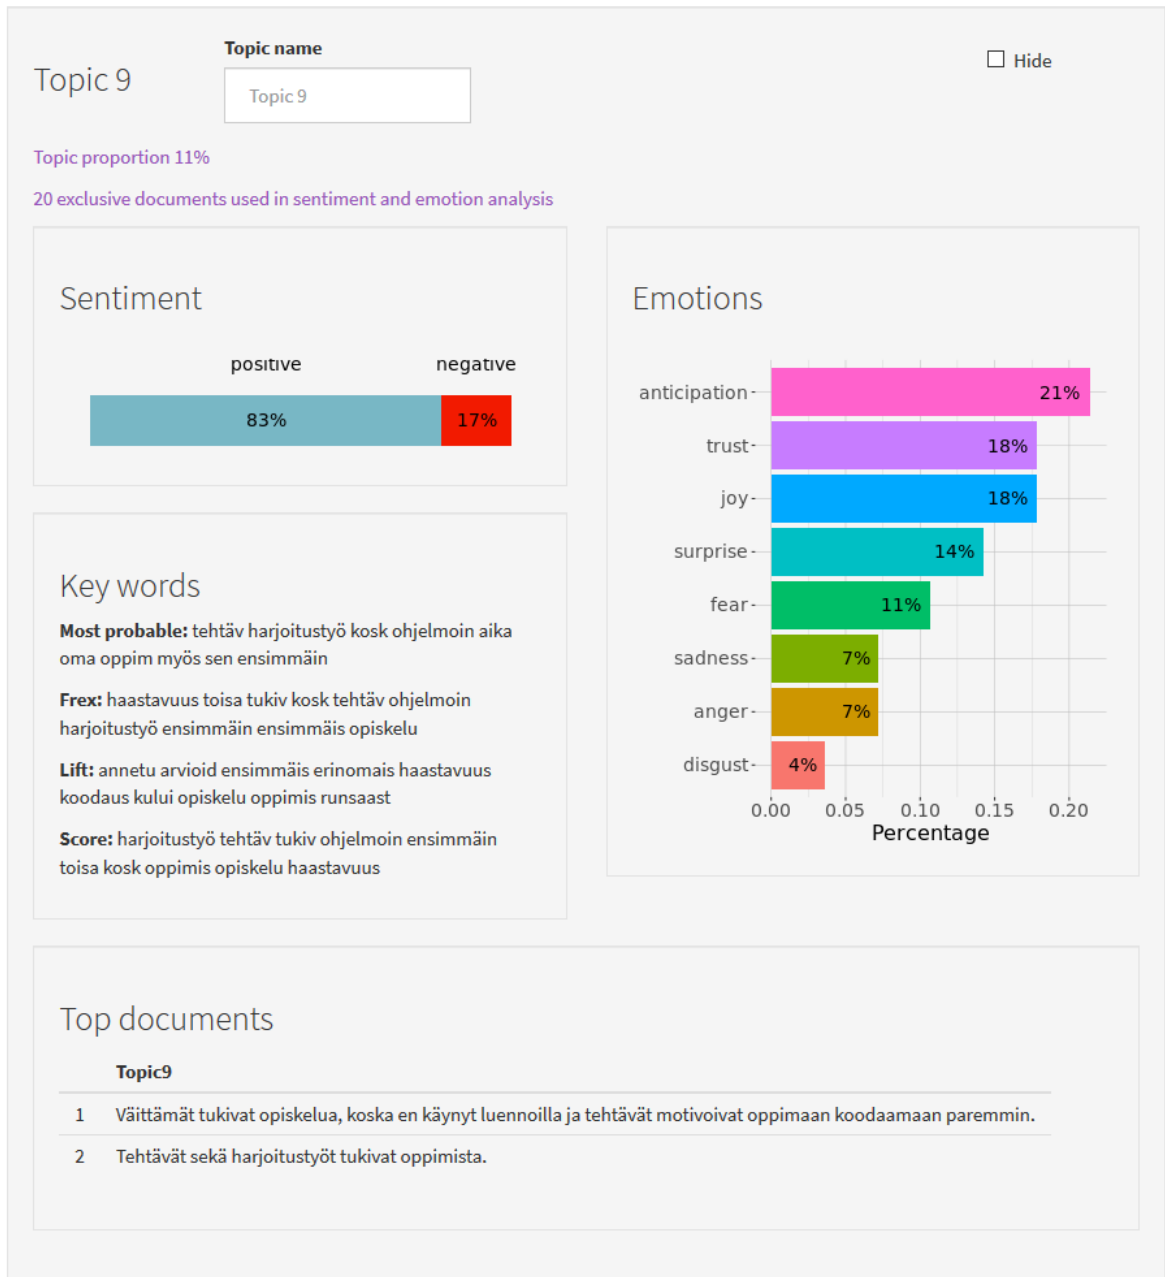 Topic 9
Topic name
Topic 9
Hide
Topic proportion 11%
20 exclusive documents used in sentiment and emotion analysis
Sentiment
positive negative
83% 17%
Key words
Most probable: tehtäv harjoitustyö kosk ohjelmoin aika
oma oppim myös sen ensimmäin
Frex: haastavuus toisa tukiv kosk tehtäv ohjelmoin
harjoitustyö ensimmäin ensimmäis opiskelu
Lift: annetu arvioid ensimmäis erinomais haastavuus
koodaus kului opiskelu oppimis runsaast
Score: harjoitustyö tehtäv tukiv ohjelmoin ensimmäin
toisa kosk oppimis opiskelu haastavuus
Emotions
anticipation 21%
trust 18%
joy 18%
surprise 14%
fear 11%
sadness 7%
anger 7%
disgust 4%
0.00 0.05 0.10 0.15 0.20
Percentage
Top documents
Topic9
1 Väittämät tukivat opiskelua, koska en käynyt luennoilla ja tehtävät motivoivat oppimaan koodaamaan paremmin.
2 Tehtävät sekä harjoitustyöt tukivat oppimista.